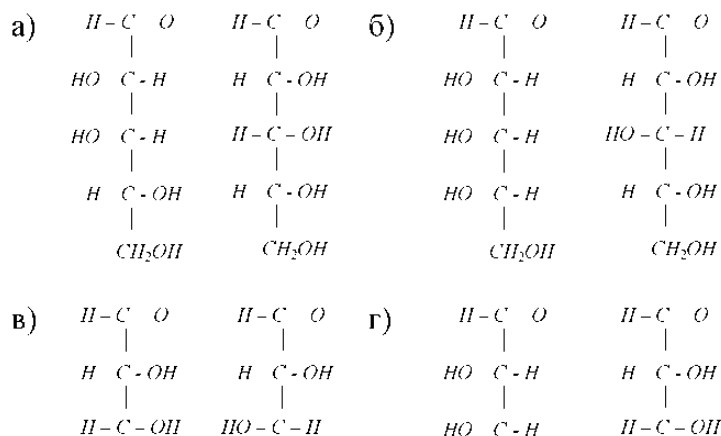 а) H – C O H – C O б) H – C O H – C O
HO C - H H C - OH HO C - H H C - OH
HO C - H H – C – OH HO C - H HO – C – H
H C - OH H C - OH HO C - H H C - OH
CH₂OH CH₂OH CH₂OH CH₂OH
в) H – C O H – C O г) H – C O H – C O
H C - OH H C - OH HO C - H H C - OH
H – C – OH HO – C – H HO C – H H – C – OH